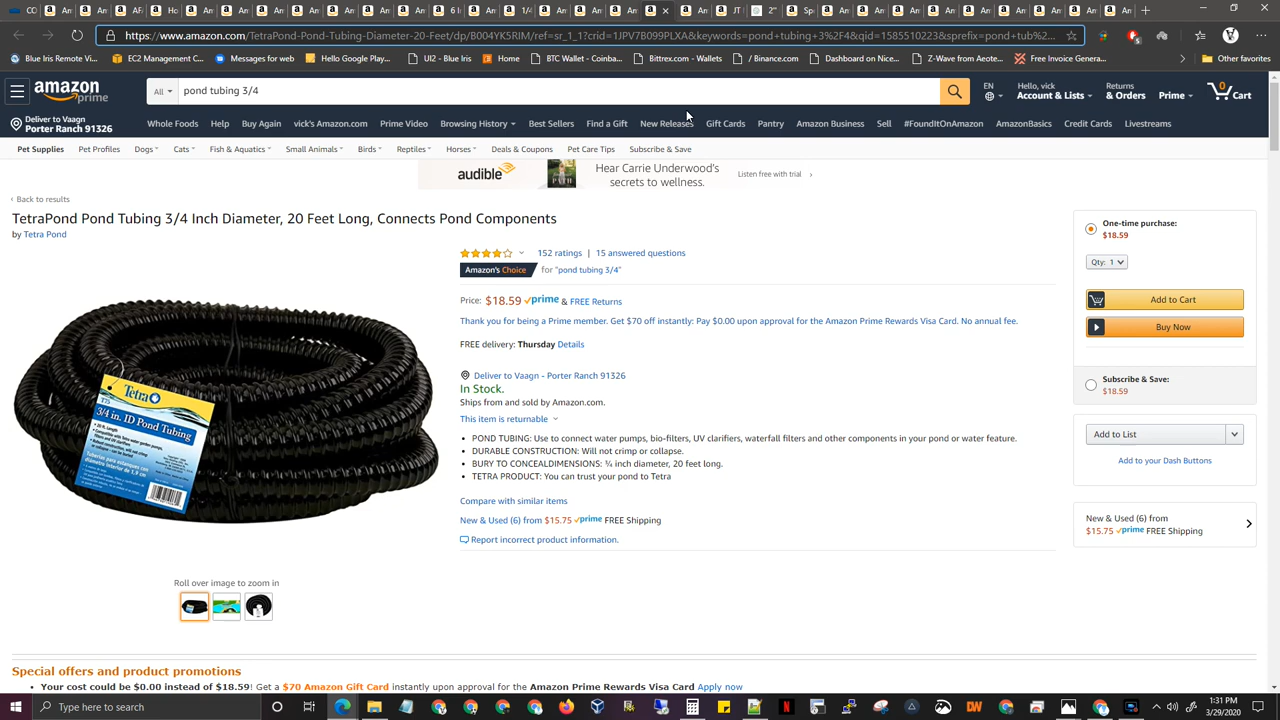 CD
Am
Am
JT
2"
Spi
Am
Am
Am
Am
Am
https://www.amazon.com/TetraPond-Pond-Tubing-Diameter-20-Feet/dp/B004YK5RIM/ref=sr_1_1?crid=1JPV7B099PLXA&keywords=pond+tubing+3%2F4&qid=1585510223&sprefix=pond+tub%2...
Blue Iris Remote Vi... EC2 Management C... Messages for web Hello Google Play... UI2 - Blue Iris Home BTC Wallet - Coinba... Bittrex.com - Wallets / Binance.com Dashboard on No... Z-Wave from Aeote... Free Invoice Genera... Other favorites
amazon prime All pond tubing 3/4 EN Hello, vick Account & Lists Returns & Orders Prime 0 Cart
Deliver to Vaagn
Porter Ranch 91326 Whole Foods Help Buy Again vick's Amazon.com Prime Video Browsing History Best Sellers Find a Gift New Releases Gift Cards Pantry Amazon Business Sell #FoundItOnAmazon AmazonBasics Credit Cards Livestreams
Pet Supplies Pet Profiles Dogs Cats Fish & Aquatics Small Animals Birds Reptiles Horses Deals & Coupons Pet Care Tips Subscribe & Save
audible PATH Hear Carrie Underwood's
secrets to wellness. Listen free with trial ›
‹ Back to results
TetraPond Pond Tubing 3/4 Inch Diameter, 20 Feet Long, Connects Pond Components
by Tetra Pond
152 ratings | 15 answered questions
Amazon's Choice for "pond tubing 3/4"
Price: $18.59 prime & FREE Returns
Thank you for being a Prime member. Get $70 off instantly: Pay $0.00 upon approval for the Amazon Prime Rewards Visa Card. No annual fee.
FREE delivery: Thursday Details
Deliver to Vaagn - Porter Ranch 91326
In Stock.
Ships from and sold by Amazon.com.
This item is returnable
• POND TUBING: Use to connect water pumps, bio-filters, UV clarifiers, waterfall filters and other components in your pond or water feature.
• DURABLE CONSTRUCTION: Will not crimp or collapse.
• BURY TO CONCEALDIMENSIONS: ¾ inch diameter, 20 feet long.
• TETRA PRODUCT: You can trust your pond to Tetra
Compare with similar items
New & Used (6) from $15.75 prime FREE Shipping
Report incorrect product information.
Tetra
3/4 in. ID Pond Tubing
Roll over image to zoom in
One-time purchase:
$18.59
Qty: 1
Add to Cart
Buy Now
Subscribe & Save:
$18.59
Add to List
Add to your Dash Buttons
New & Used (6) from
$15.75 prime FREE Shipping
Special offers and product promotions
• Your cost could be $0.00 instead of $18.59! Get a $70 Amazon Gift Card instantly upon approval for the Amazon Prime Rewards Visa Card Apply now
Type here to search
1:31 PM
3/29/2020